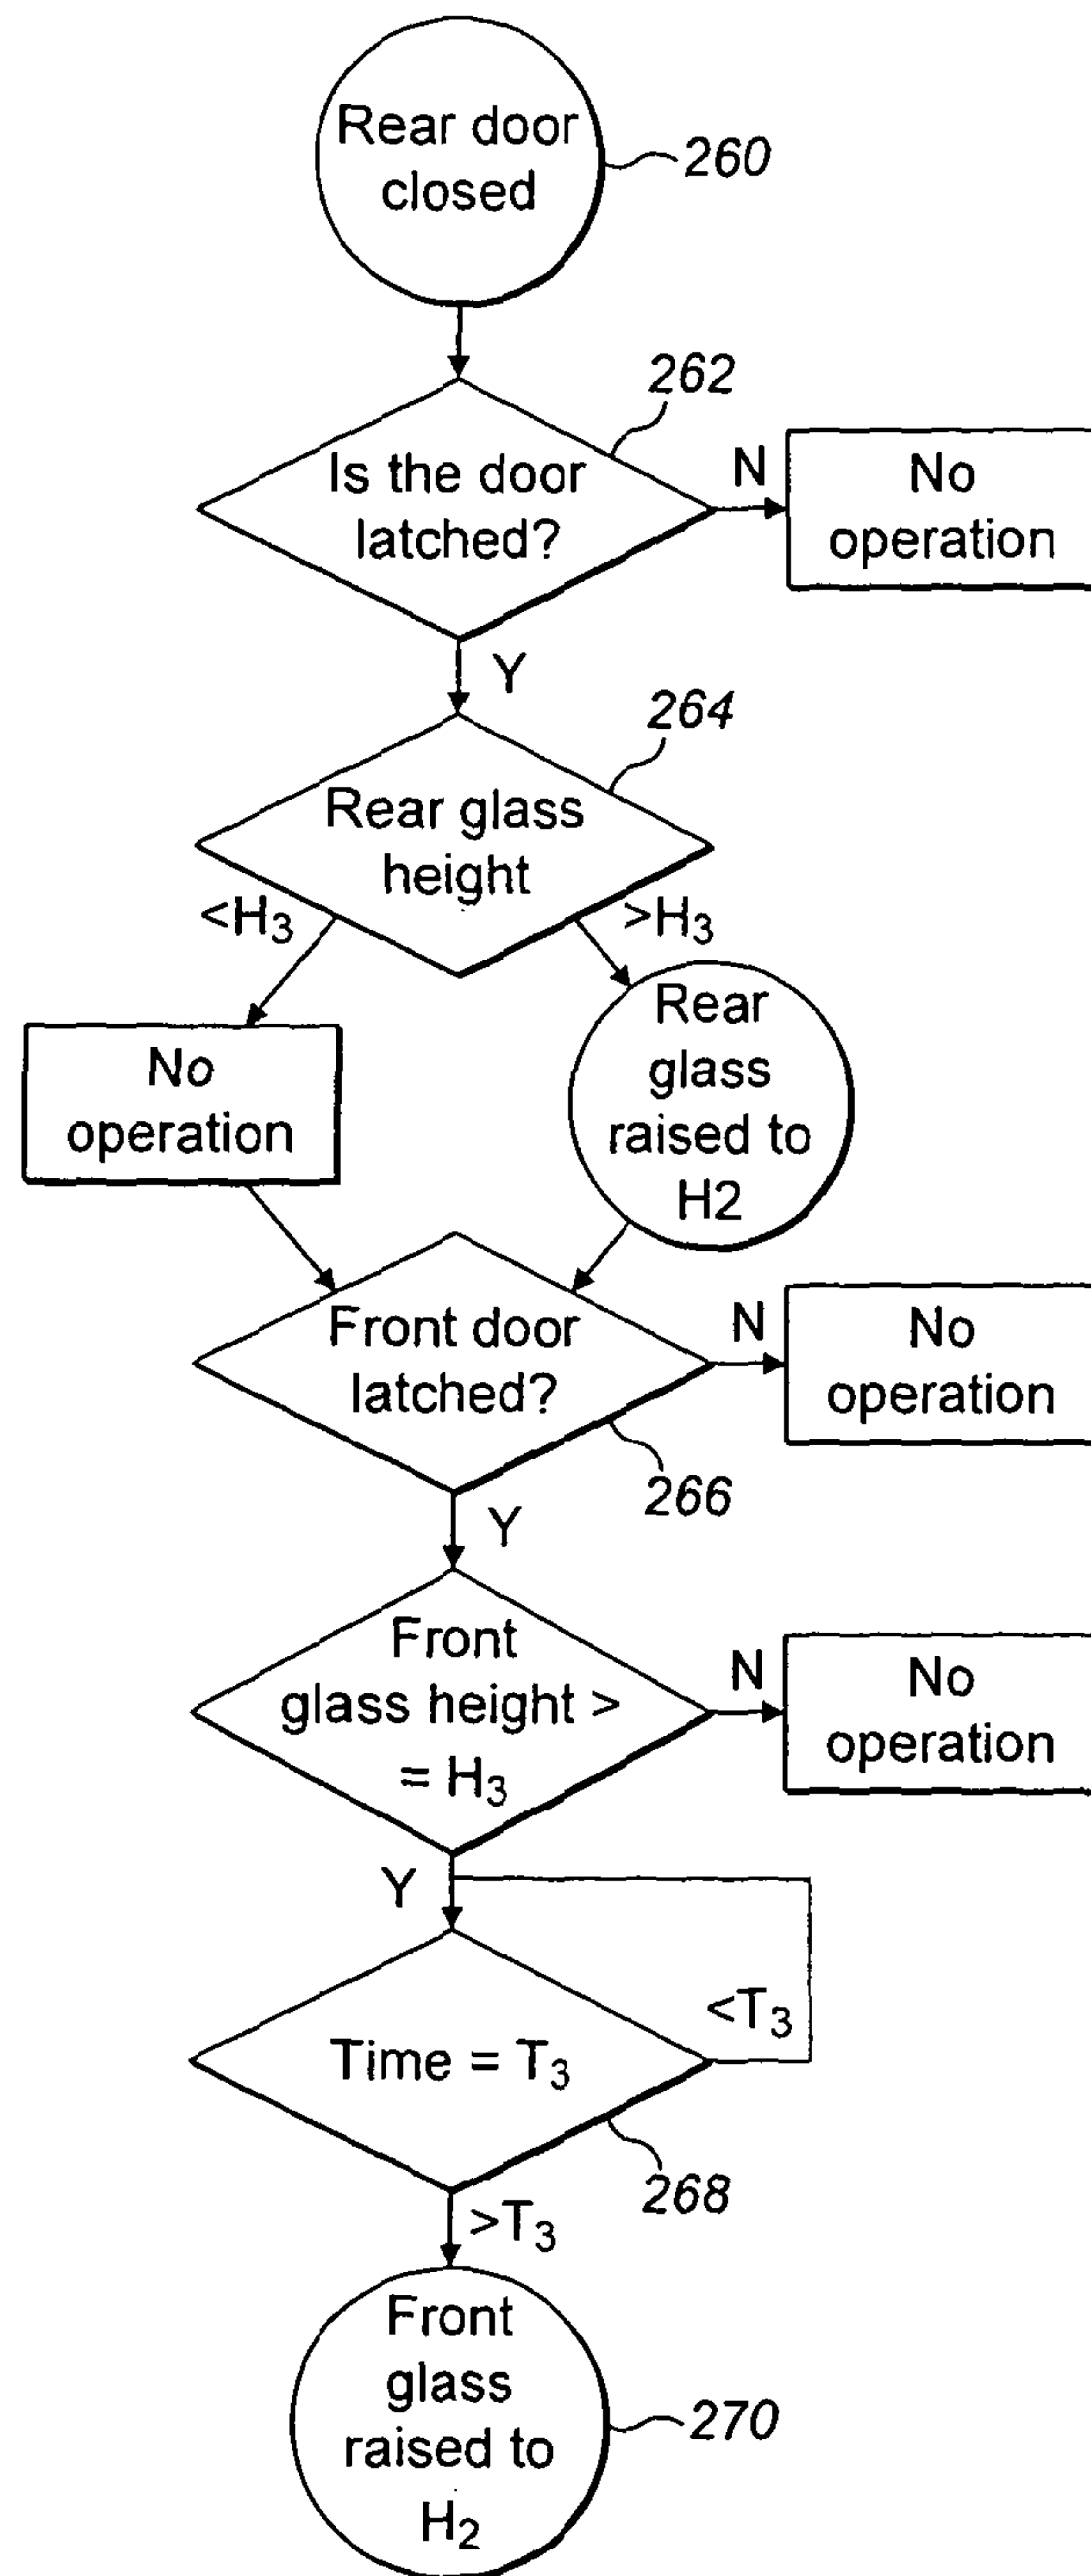 Rear door
closed
260
262
Is the door
latched?
N
No
operation
Y
264
Rear glass
height
<H3
>H3
No
operation
Rear
glass
raised to
H2
Front door
latched?
N
No
operation
266
Y
Front
glass height >
= H3
N
No
operation
Y
<T3
Time = T3
268
>T3
Front
glass
raised to
H2
270